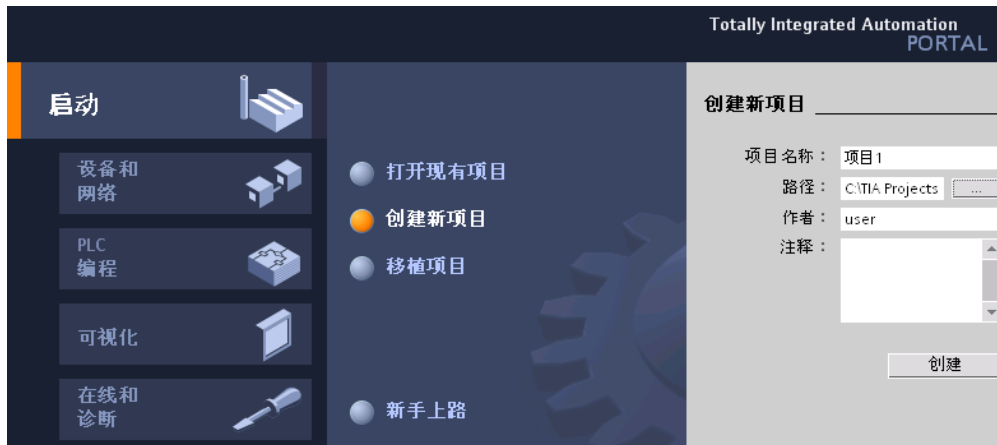 Totally Integrated Automation
PORTAL
启动
设备和
网络
PLC
编程
可视化
在线和
诊断
打开现有项目
创建新项目
移植项目
新手上路
创建新项目
项目名称： 项目1
路径： C:\TIA Projects ...
作者： user
注释：
创建